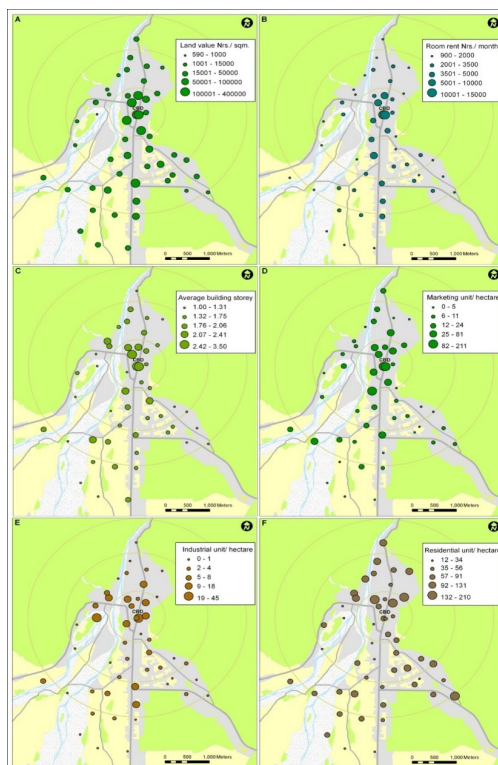 A
Land value Nrs./ sqm.
590 - 1000
1001 - 15000
15001 - 50000
50001 - 100000
100001 - 400000
CBD
0 500 1,000 Meters
B
Room rent Nrs./ month
900 - 2000
2001 - 3500
3501 - 5000
5001 - 10000
10001 - 15000
CBD
0 500 1,000 Meters
C
Average building storey
1.00 - 1.31
1.32 - 1.75
1.76 - 2.06
2.07 - 2.41
2.42 - 3.50
CBD
0 500 1,000 Meters
D
Marketing unit/ hectare
0 - 5
6 - 11
12 - 24
25 - 81
82 - 211
CBD
0 500 1,000 Meters
E
Industrial unit/ hectare
0 - 1
2 - 4
5 - 8
9 - 18
19 - 45
CBD
0 500 1,000 Meters
F
Residential unit/ hectare
12 - 34
35 - 56
57 - 91
92 - 131
132 - 210
CBD
0 500 1,000 Meters